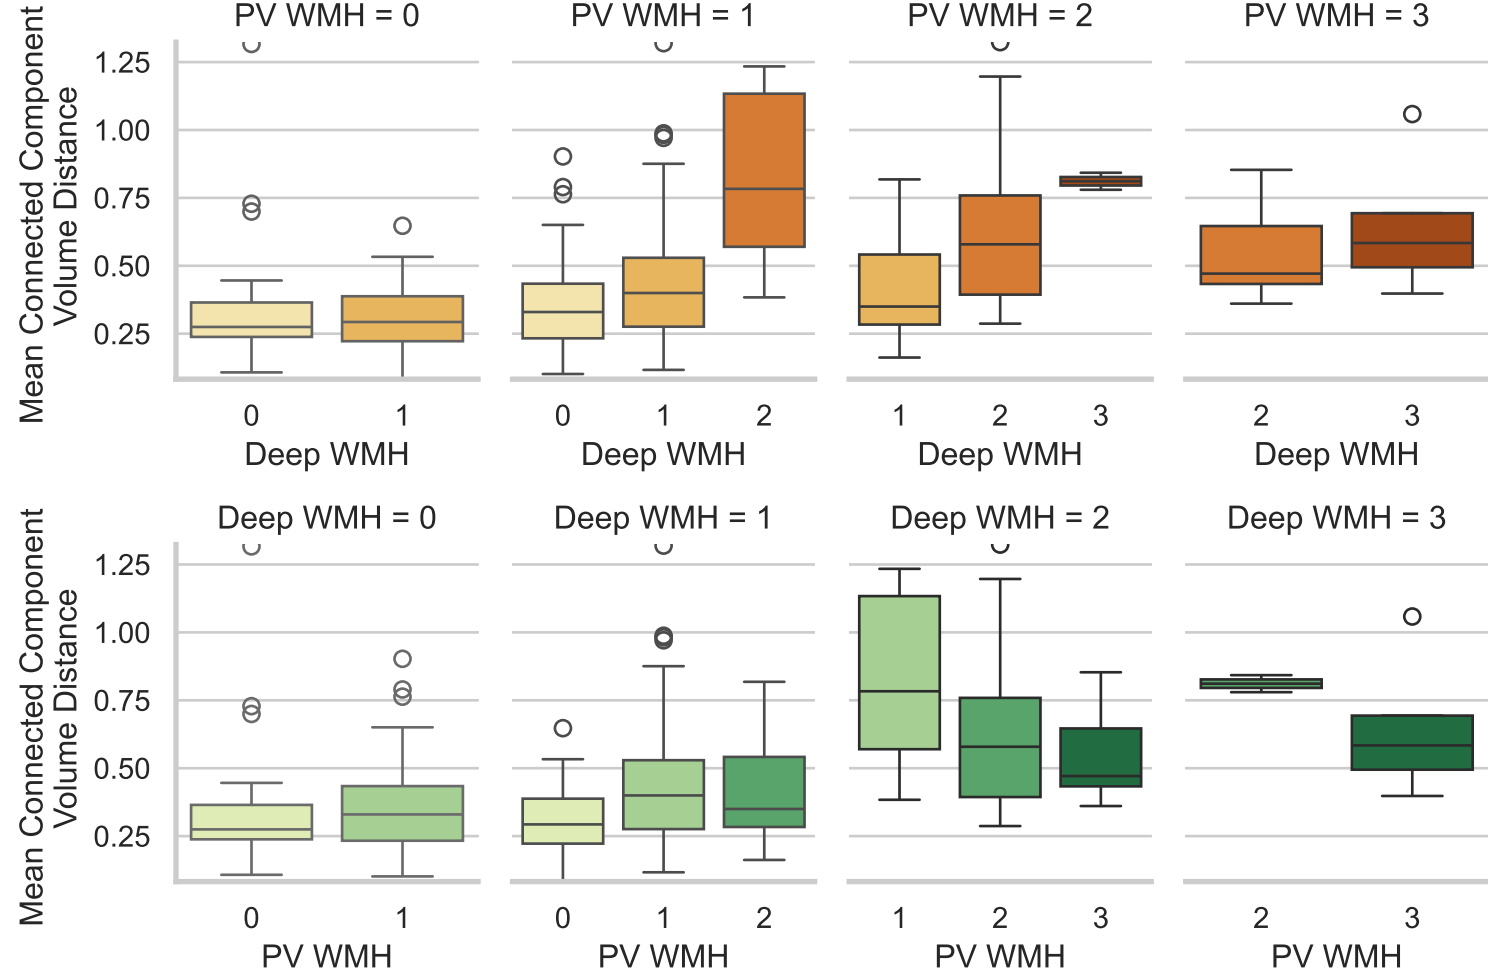 PV WMH = 0
PV WMH = 1
PV WMH = 2
PV WMH = 3
Mean Connected Component
Volume Distance
1.25
1.00
0.75
0.50
0.25
0 1
0 1 2
1 2 3
2 3
Deep WMH
Deep WMH
Deep WMH
Deep WMH
Deep WMH = 0
Deep WMH = 1
Deep WMH = 2
Deep WMH = 3
Mean Connected Component
Volume Distance
1.25
1.00
0.75
0.50
0.25
0 1
0 1 2
1 2 3
2 3
PV WMH
PV WMH
PV WMH
PV WMH